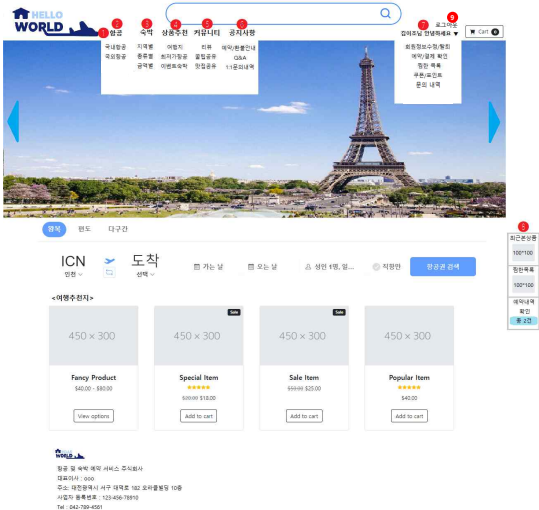 HELLO
WORLD
로그아웃
김아조님 안녕하세요 ▼
Cart 0
항공 숙박 상품추천 커뮤니티 공지사항
국내항공 지역별 여행지 리뷰 예약/환불안내
국외항공 종류별 최저가항공 꿀팁공유 Q&A
금액별 이벤트숙박 맛집공유 1:1문의내역
회원정보수정/탈퇴
예약/결제 확인
찜한 목록
쿠폰/포인트
문의 내역
1 2 3 4 5 6 7 9
왕복 편도 다구간
ICN 도착
인천 선택
가는 날 오는 날 성인 1명, 일... 직항만 항공권 검색
최근본상품
100*100
찜한목록
100*100
예약내역
확인
총 2건
<여행추천지>
Sale Sale
450 × 300 450 × 300 450 × 300 450 × 300
Fancy Product Special Item Sale Item Popular Item
$40.00 - $80.00 $20.00 $18.00 $50.00 $25.00 $40.00
View options Add to cart Add to cart Add to cart
HELLO
WORLD
항공 및 숙박 예약 서비스 주식회사
대표이사 : ooo
주소: 대전광역시 서구 대덕로 182 오라클빌딩 10층
사업자 등록번호 : 123-456-78910
Tel : 042-789-4561